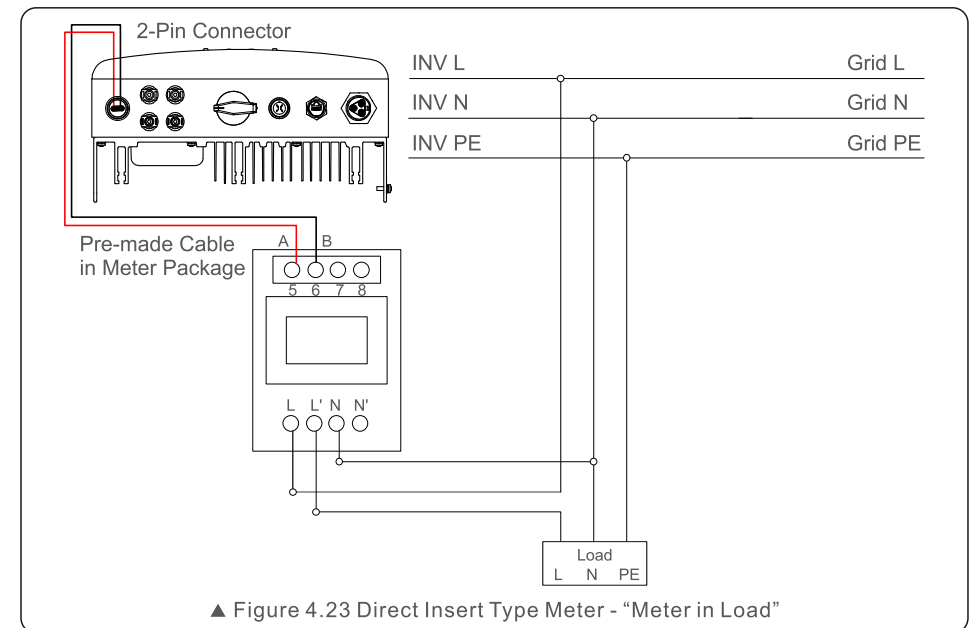 2-Pin Connector
INV L Grid L
INV N Grid N
INV PE Grid PE
Pre-made Cable
in Meter Package
A B
5 6 7 8
L L' N N'
Load
L N PE
▲ Figure 4.23 Direct Insert Type Meter - “Meter in Load”